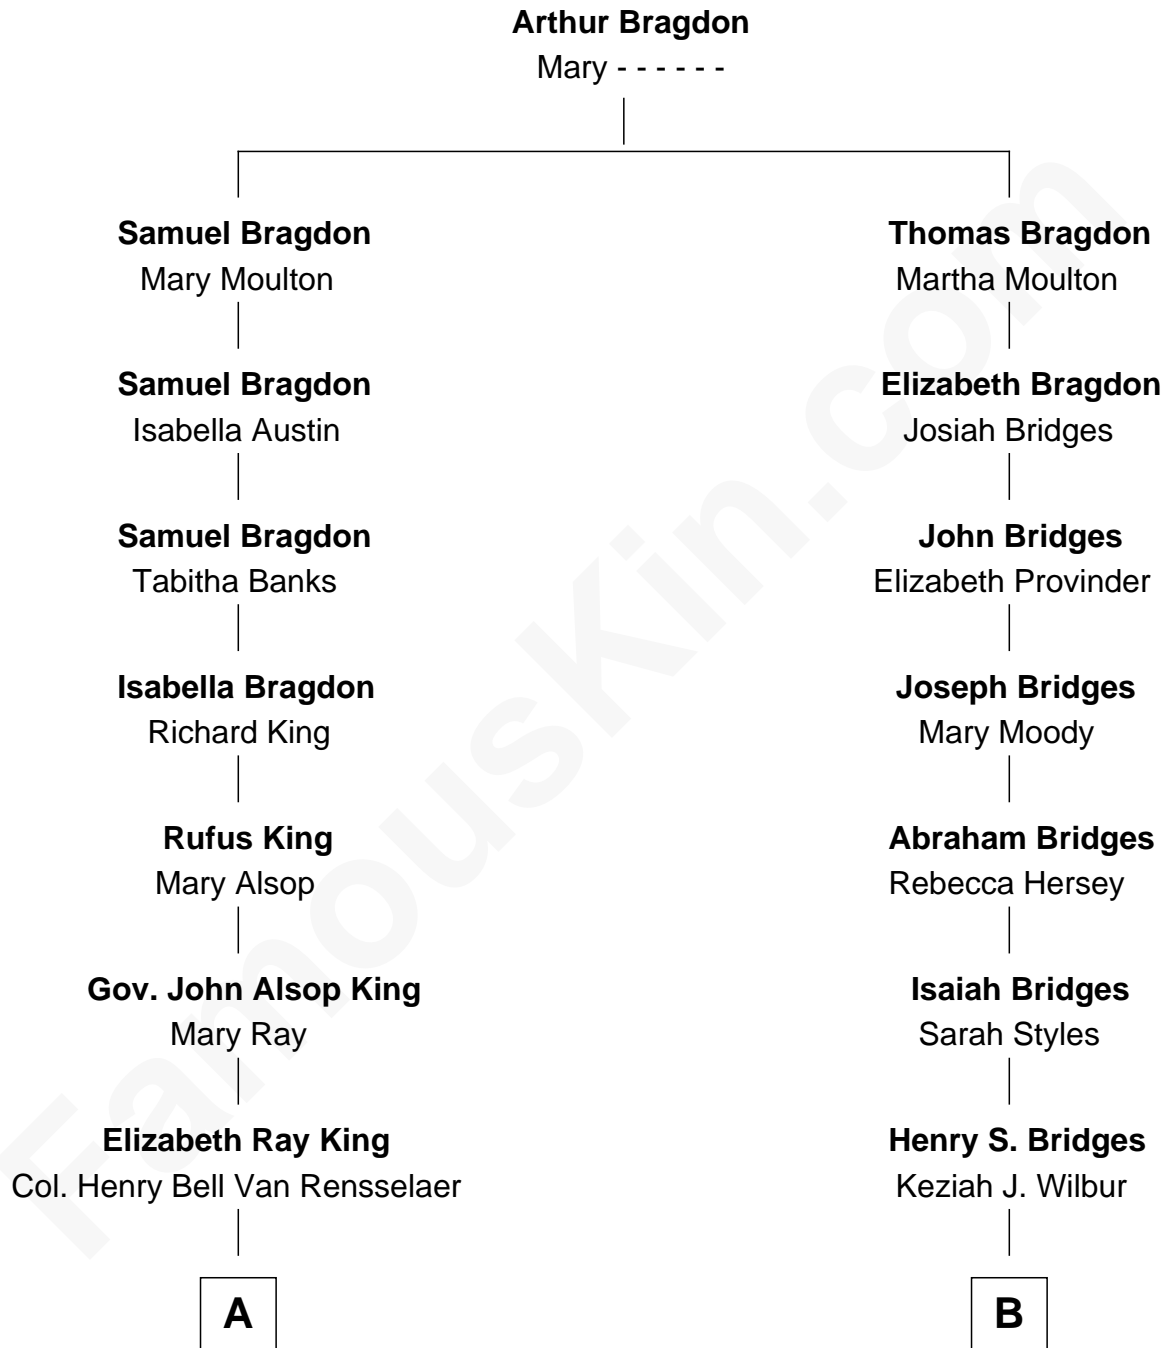 Arthur Bragdon
Mary - - - - - -
Samuel Bragdon
Mary Moulton
Thomas Bragdon
Martha Moulton
Samuel Bragdon
Isabella Austin
Elizabeth Bragdon
Josiah Bridges
Samuel Bragdon
Tabitha Banks
John Bridges
Elizabeth Provinder
Isabella Bragdon
Richard King
Joseph Bridges
Mary Moody
Rufus King
Mary Alsop
Abraham Bridges
Rebecca Hersey
Gov. John Alsop King
Mary Ray
Isaiah Bridges
Sarah Styles
Elizabeth Ray King
Col. Henry Bell Van Rensselaer
Henry S. Bridges
Keziah J. Wilbur
A
B
FamousKin.com